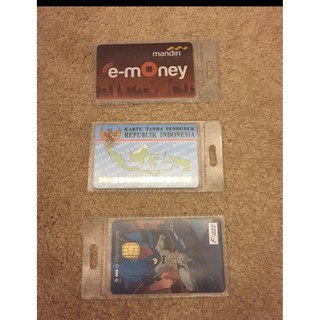 mandiri
e-money
KARTU TANDA PENDUDUK
REPUBLIK INDONESIA